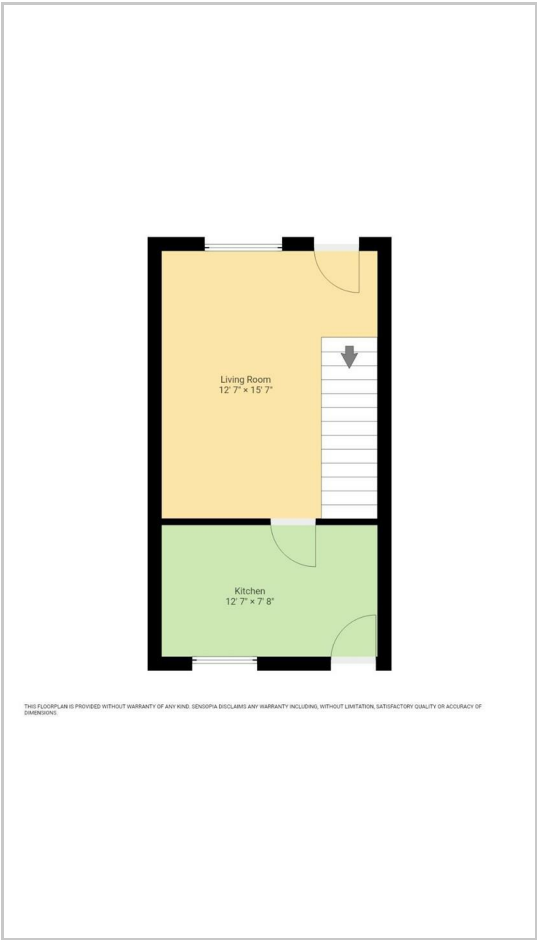 Living Room
12' 7" × 15' 7"
Kitchen
12' 7" × 7' 8"
THIS FLOORPLAN IS PROVIDED WITHOUT WARRANTY OF ANY KIND. SENSOPIA DISCLAIMS ANY WARRANTY INCLUDING, WITHOUT LIMITATION, SATISFACTORY QUALITY OR ACCURACY OF
DIMENSIONS.